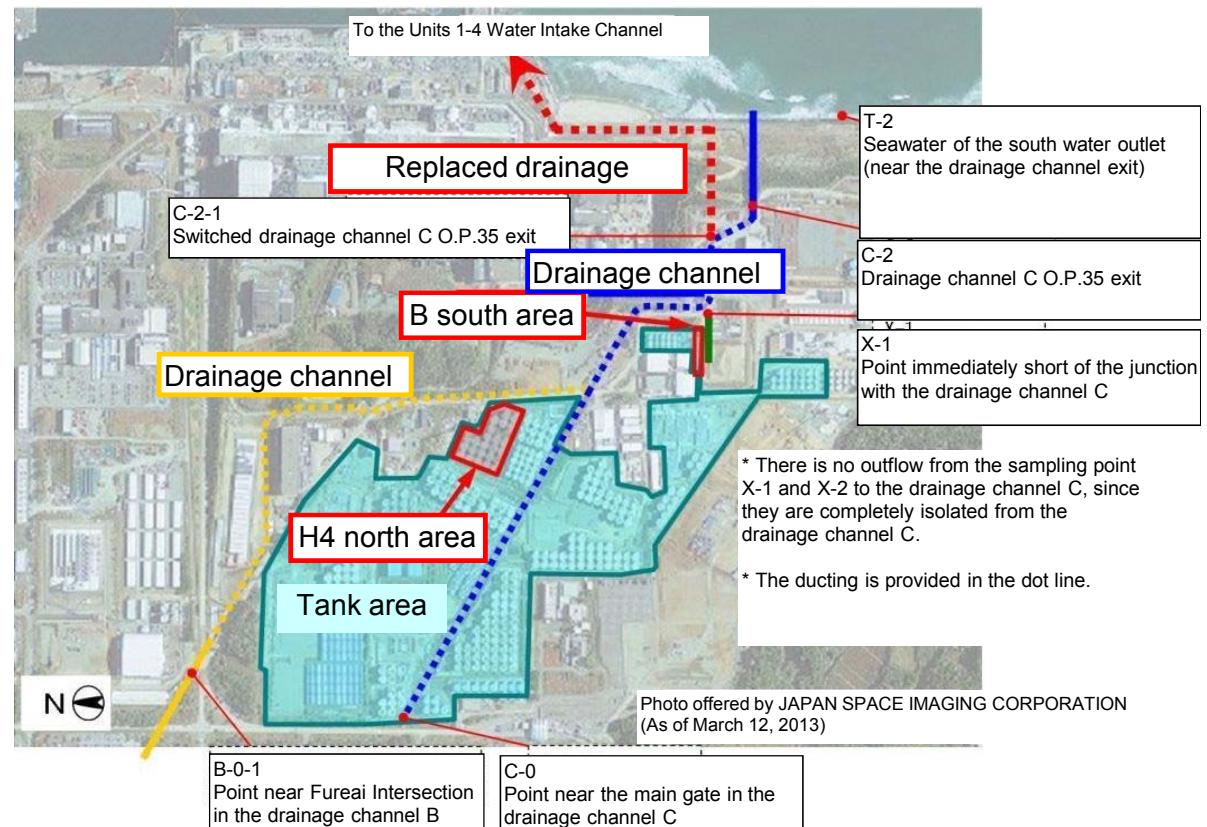 To the Units 1-4 Water Intake Channel
T-2
Seawater of the south water outlet
(near the drainage channel exit)
Replaced drainage
C-2-1
Switched drainage channel C O.P.35 exit
C-2
Drainage channel C O.P.35 exit
Drainage channel
B south area
X-1
Point immediately short of the junction
with the drainage channel C
Drainage channel
* There is no outflow from the sampling point
X-1 and X-2 to the drainage channel C, since
they are completely isolated from the
drainage channel C.
* The ducting is provided in the dot line.
H4 north area
Tank area
N
Photo offered by JAPAN SPACE IMAGING CORPORATION
(As of March 12, 2013)
B-0-1
Point near Fureai Intersection
in the drainage channel B
C-0
Point near the main gate in the
drainage channel C